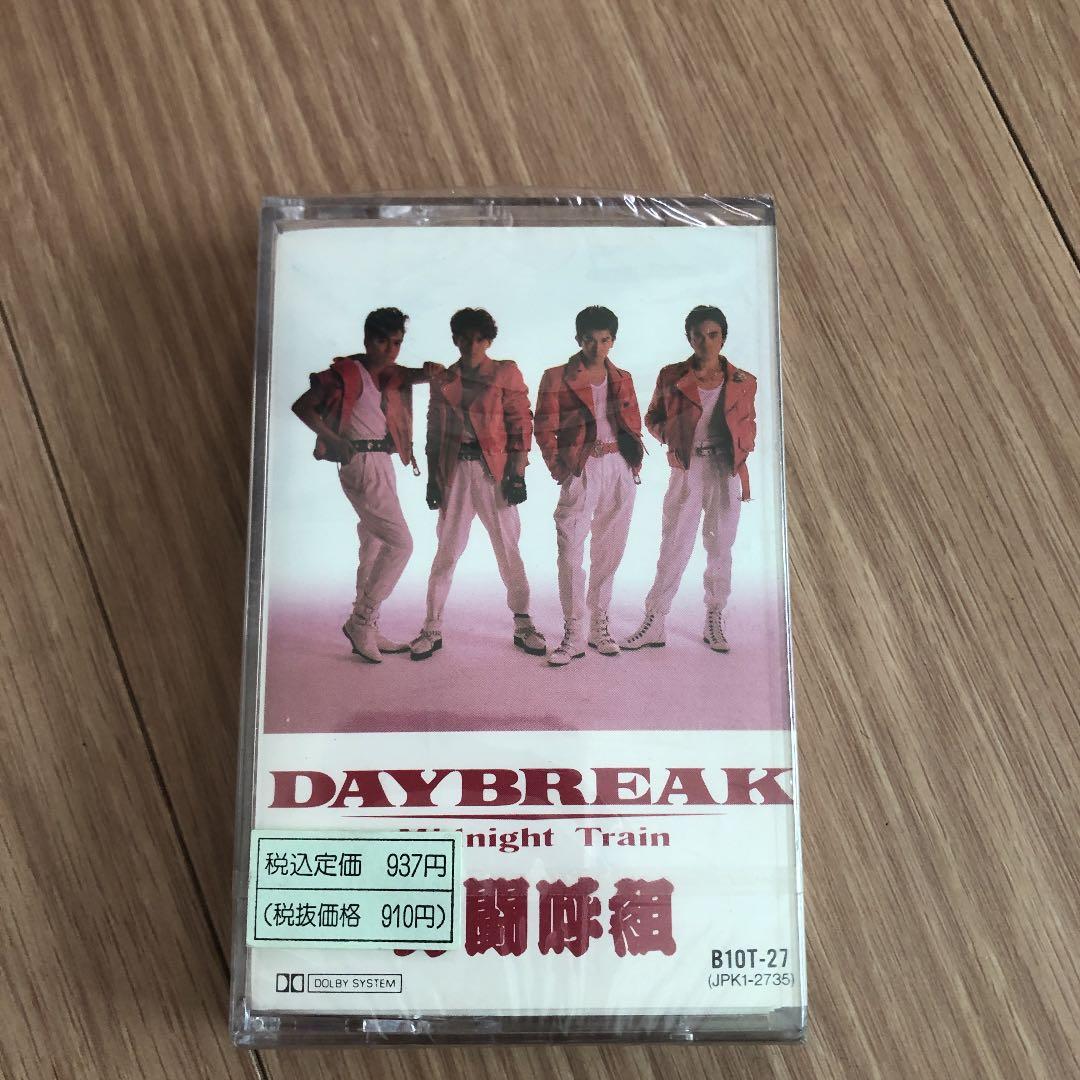 DAYBREAK
Midnight Train
税込定価 937円
(税抜価格 910円)
闘呼組
B10T-27
(JPK1-2735)
DOLBY SYSTEM